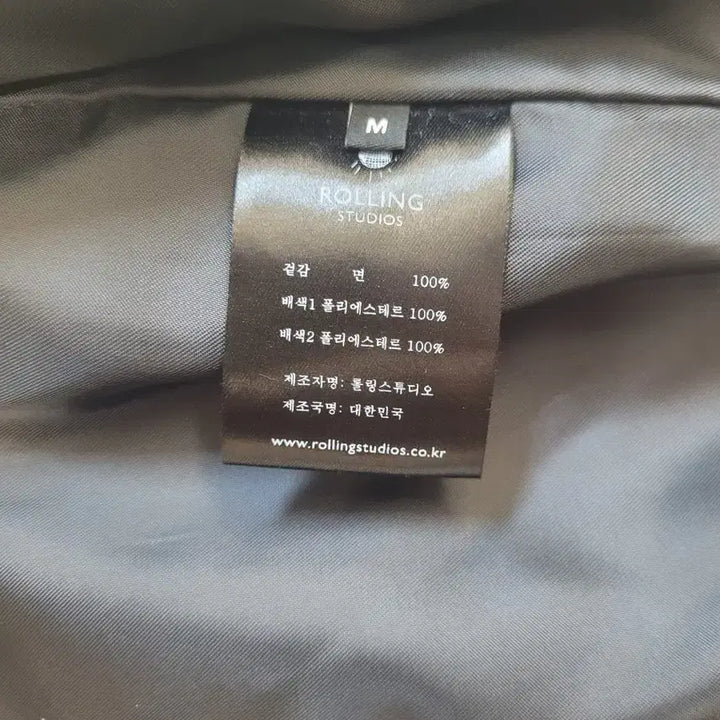 M
ROLLING
STUDIOS
겉감 면 100%
배색1 폴리에스테르 100%
배색2 폴리에스테르 100%
제조자명: 롤링스튜디오
제조국명: 대한민국
www.rollingstudios.co.kr